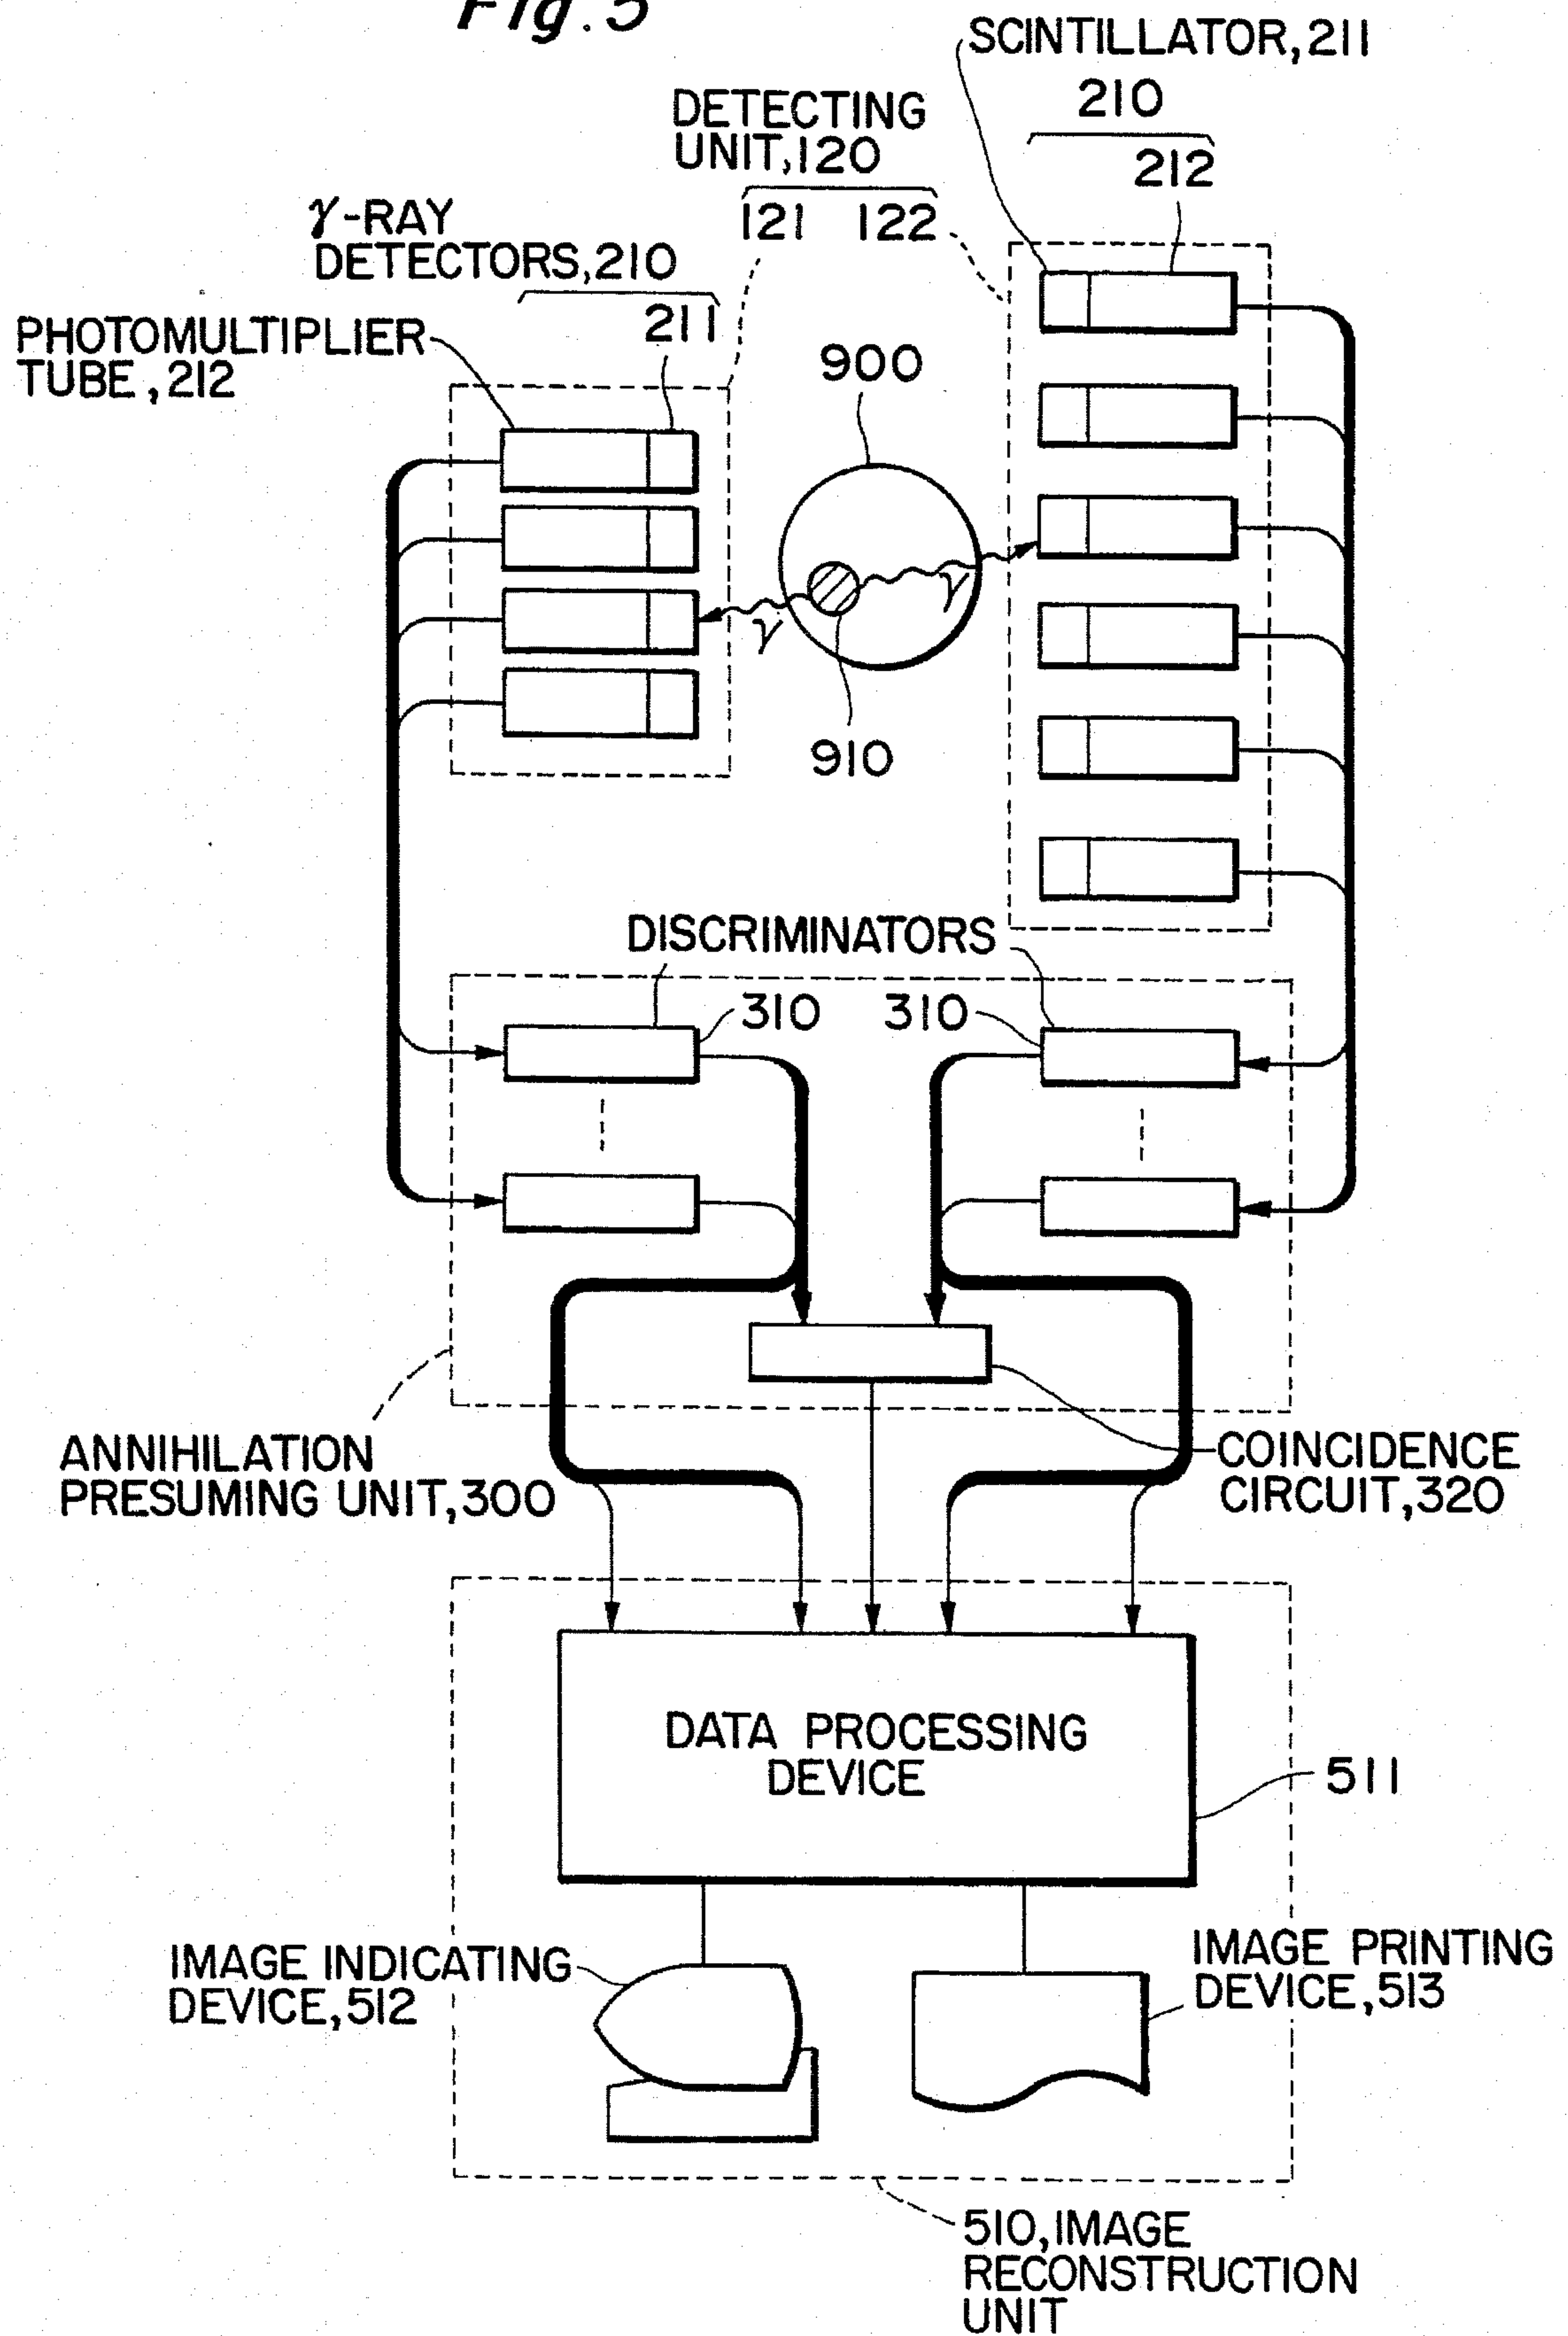 Fig. 5
SCINTILLATOR, 211
210
212
DETECTING
UNIT, 120
121 122
γ-RAY
DETECTORS, 210
211
PHOTOMULTIPLIER
TUBE, 212
900
γ
γ
910
DISCRIMINATORS
310
310
ANNIHILATION
PRESUMING UNIT, 300
COINCIDENCE
CIRCUIT, 320
DATA PROCESSING
DEVICE
511
IMAGE INDICATING
DEVICE, 512
IMAGE PRINTING
DEVICE, 513
510, IMAGE
RECONSTRUCTION
UNIT